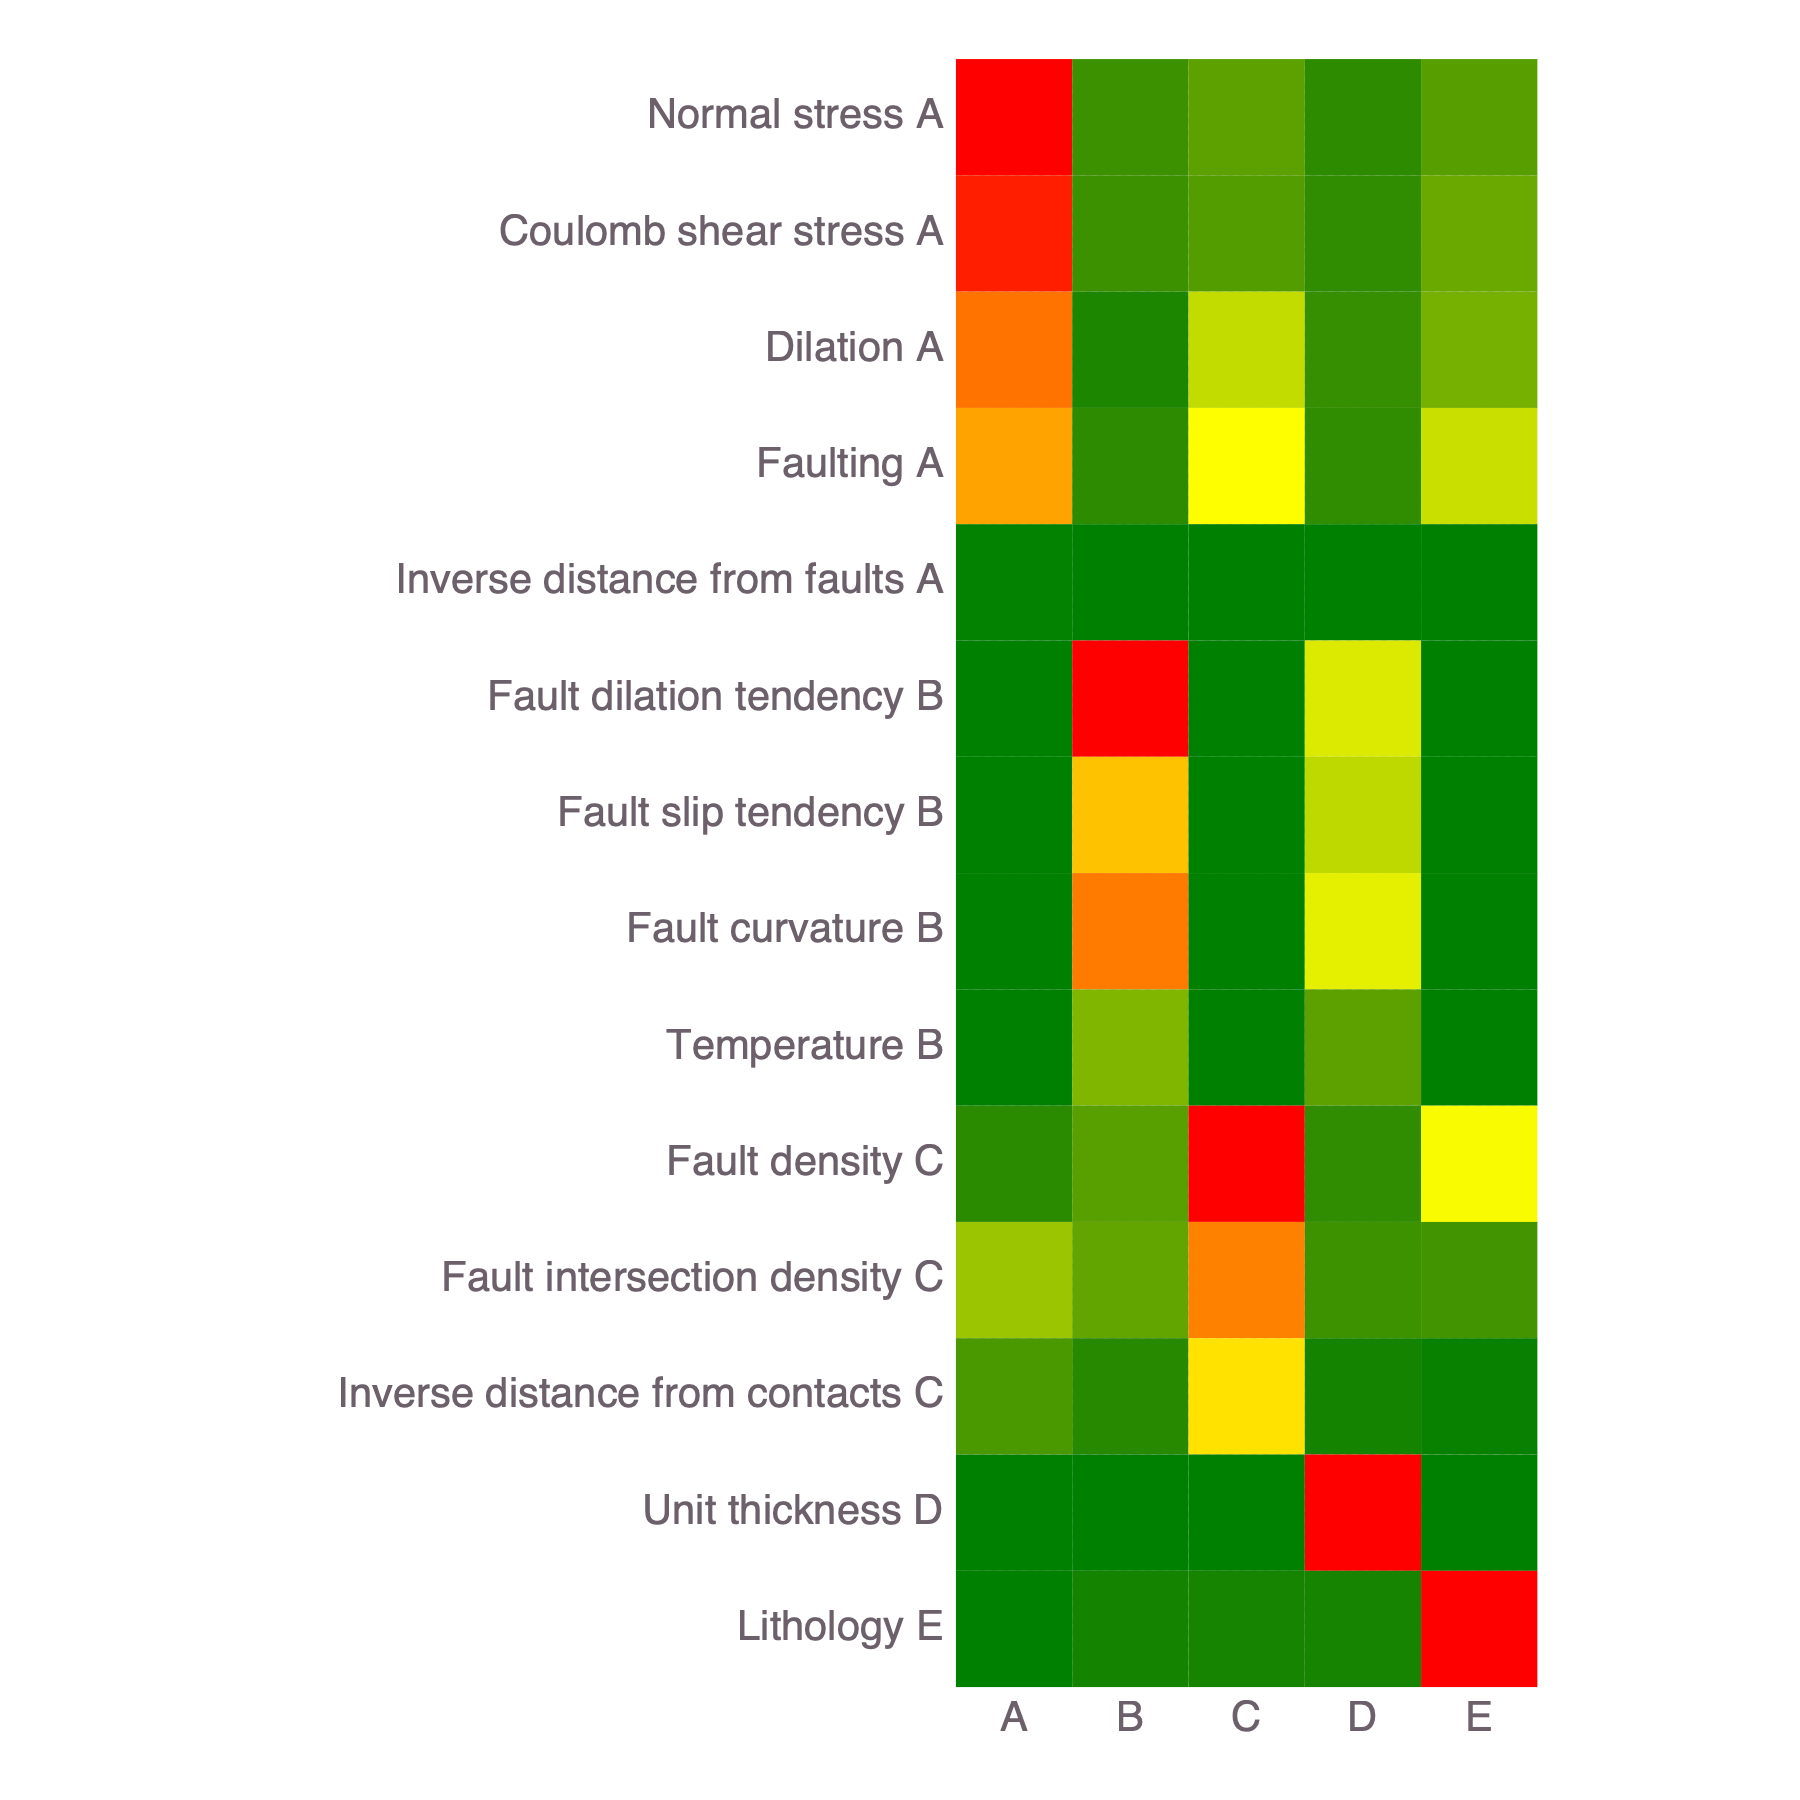 Normal stress A
Coulomb shear stress A
Dilation A
Faulting A
Inverse distance from faults A
Fault dilation tendency B
Fault slip tendency B
Fault curvature B
Temperature B
Fault density C
Fault intersection density C
Inverse distance from contacts C
Unit thickness D
Lithology E
A B C D E